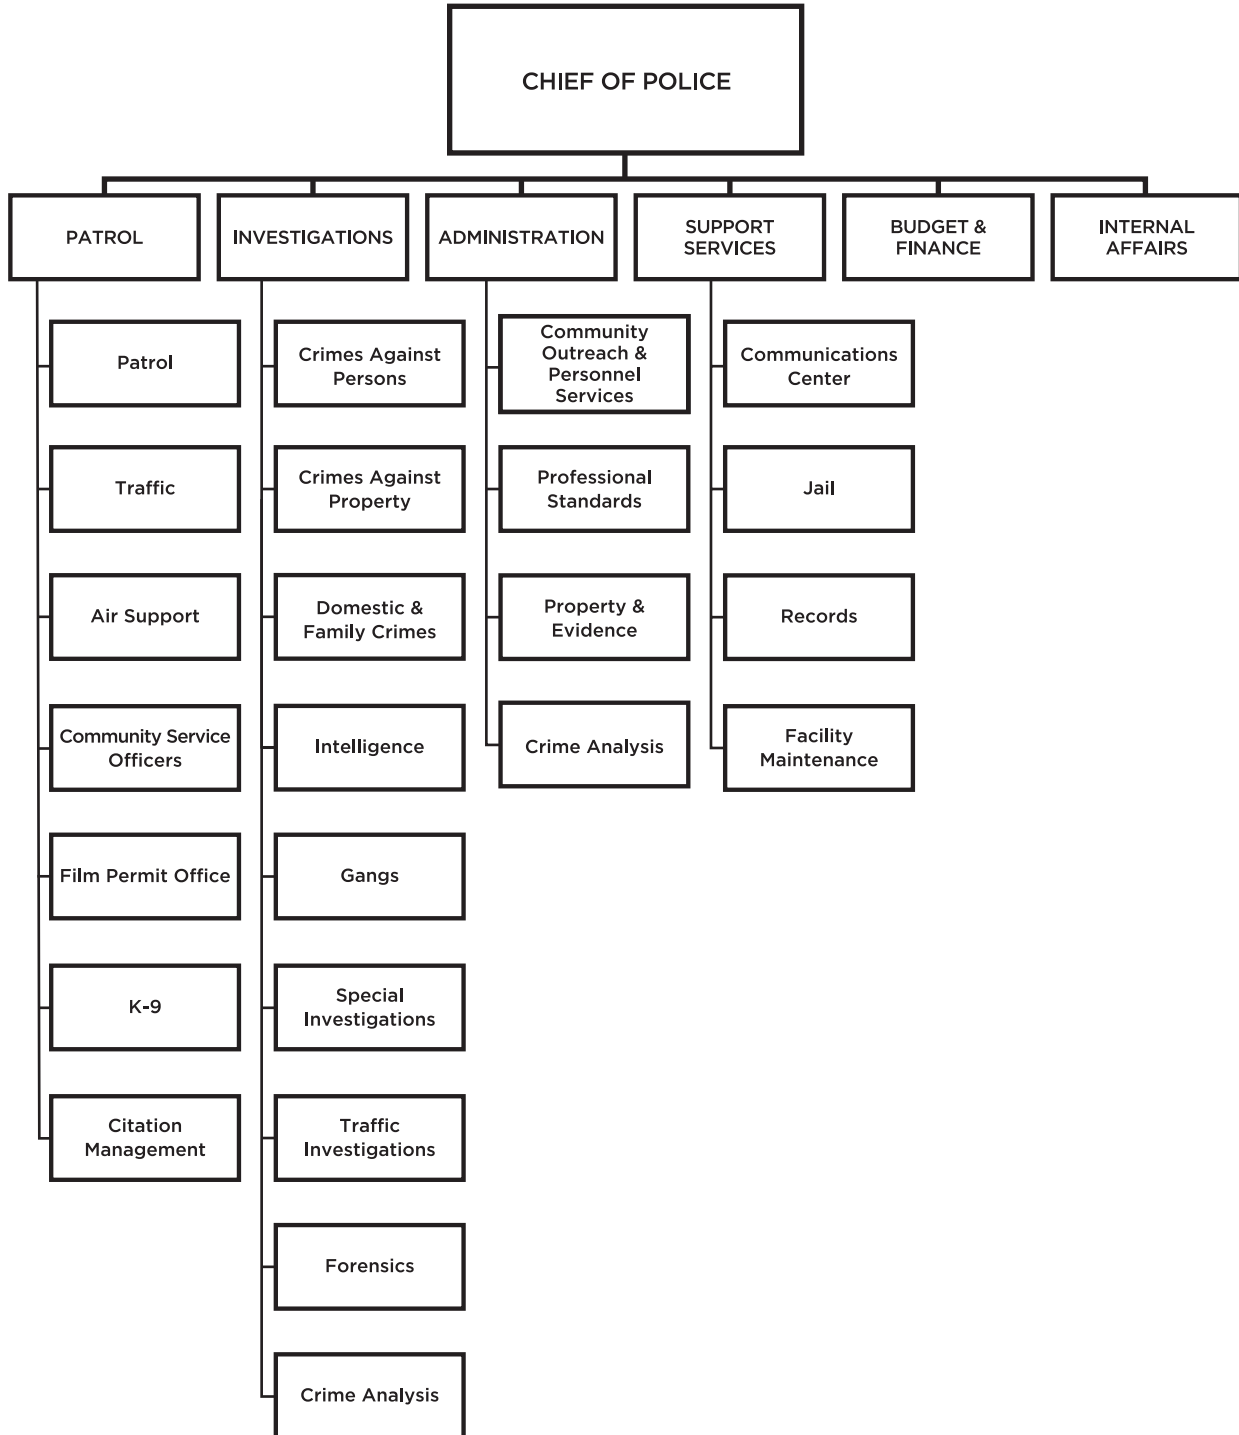 CHIEF OF POLICE
PATROL
INVESTIGATIONS
ADMINISTRATION
SUPPORT
SERVICES
BUDGET &
FINANCE
INTERNAL
AFFAIRS
Patrol
Traffic
Air Support
Community Service
Officers
Film Permit Office
K-9
Citation
Management
Crimes Against
Persons
Crimes Against
Property
Domestic &
Family Crimes
Intelligence
Gangs
Special
Investigations
Traffic
Investigations
Forensics
Crime Analysis
Community
Outreach &
Personnel
Services
Professional
Standards
Property &
Evidence
Crime Analysis
Communications
Center
Jail
Records
Facility
Maintenance